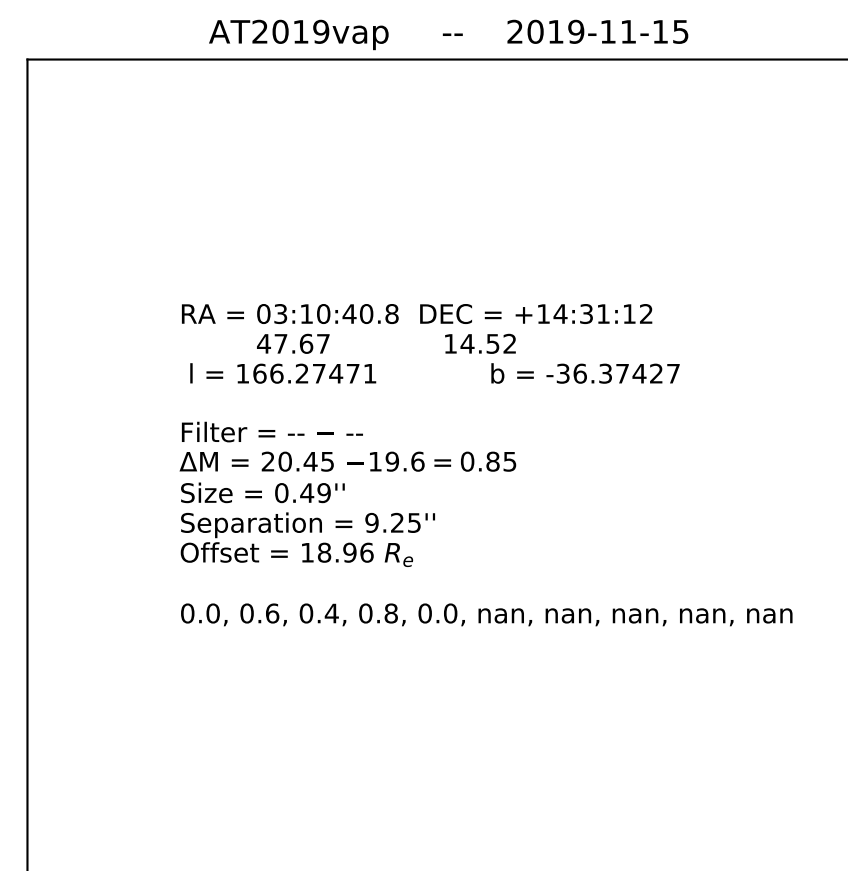 AT2019vap -- 2019-11-15
RA = 03:10:40.8 DEC = +14:31:12
47.67 14.52
l = 166.27471 b = -36.37427
Filter = -- − --
ΔM = 20.45 −19.6 = 0.85
Size = 0.49''
Separation = 9.25''
Offset = 18.96 Rₑ
0.0, 0.6, 0.4, 0.8, 0.0, nan, nan, nan, nan, nan